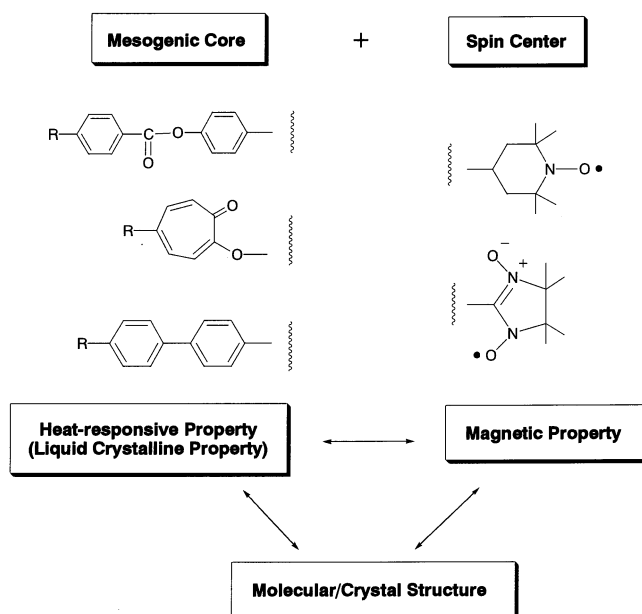 Mesogenic Core + Spin Center
R C O
O
N O •
O
R
O
O −
N +
N
• O
R
Heat-responsive Property
(Liquid Crystalline Property)
Magnetic Property
Molecular/Crystal Structure